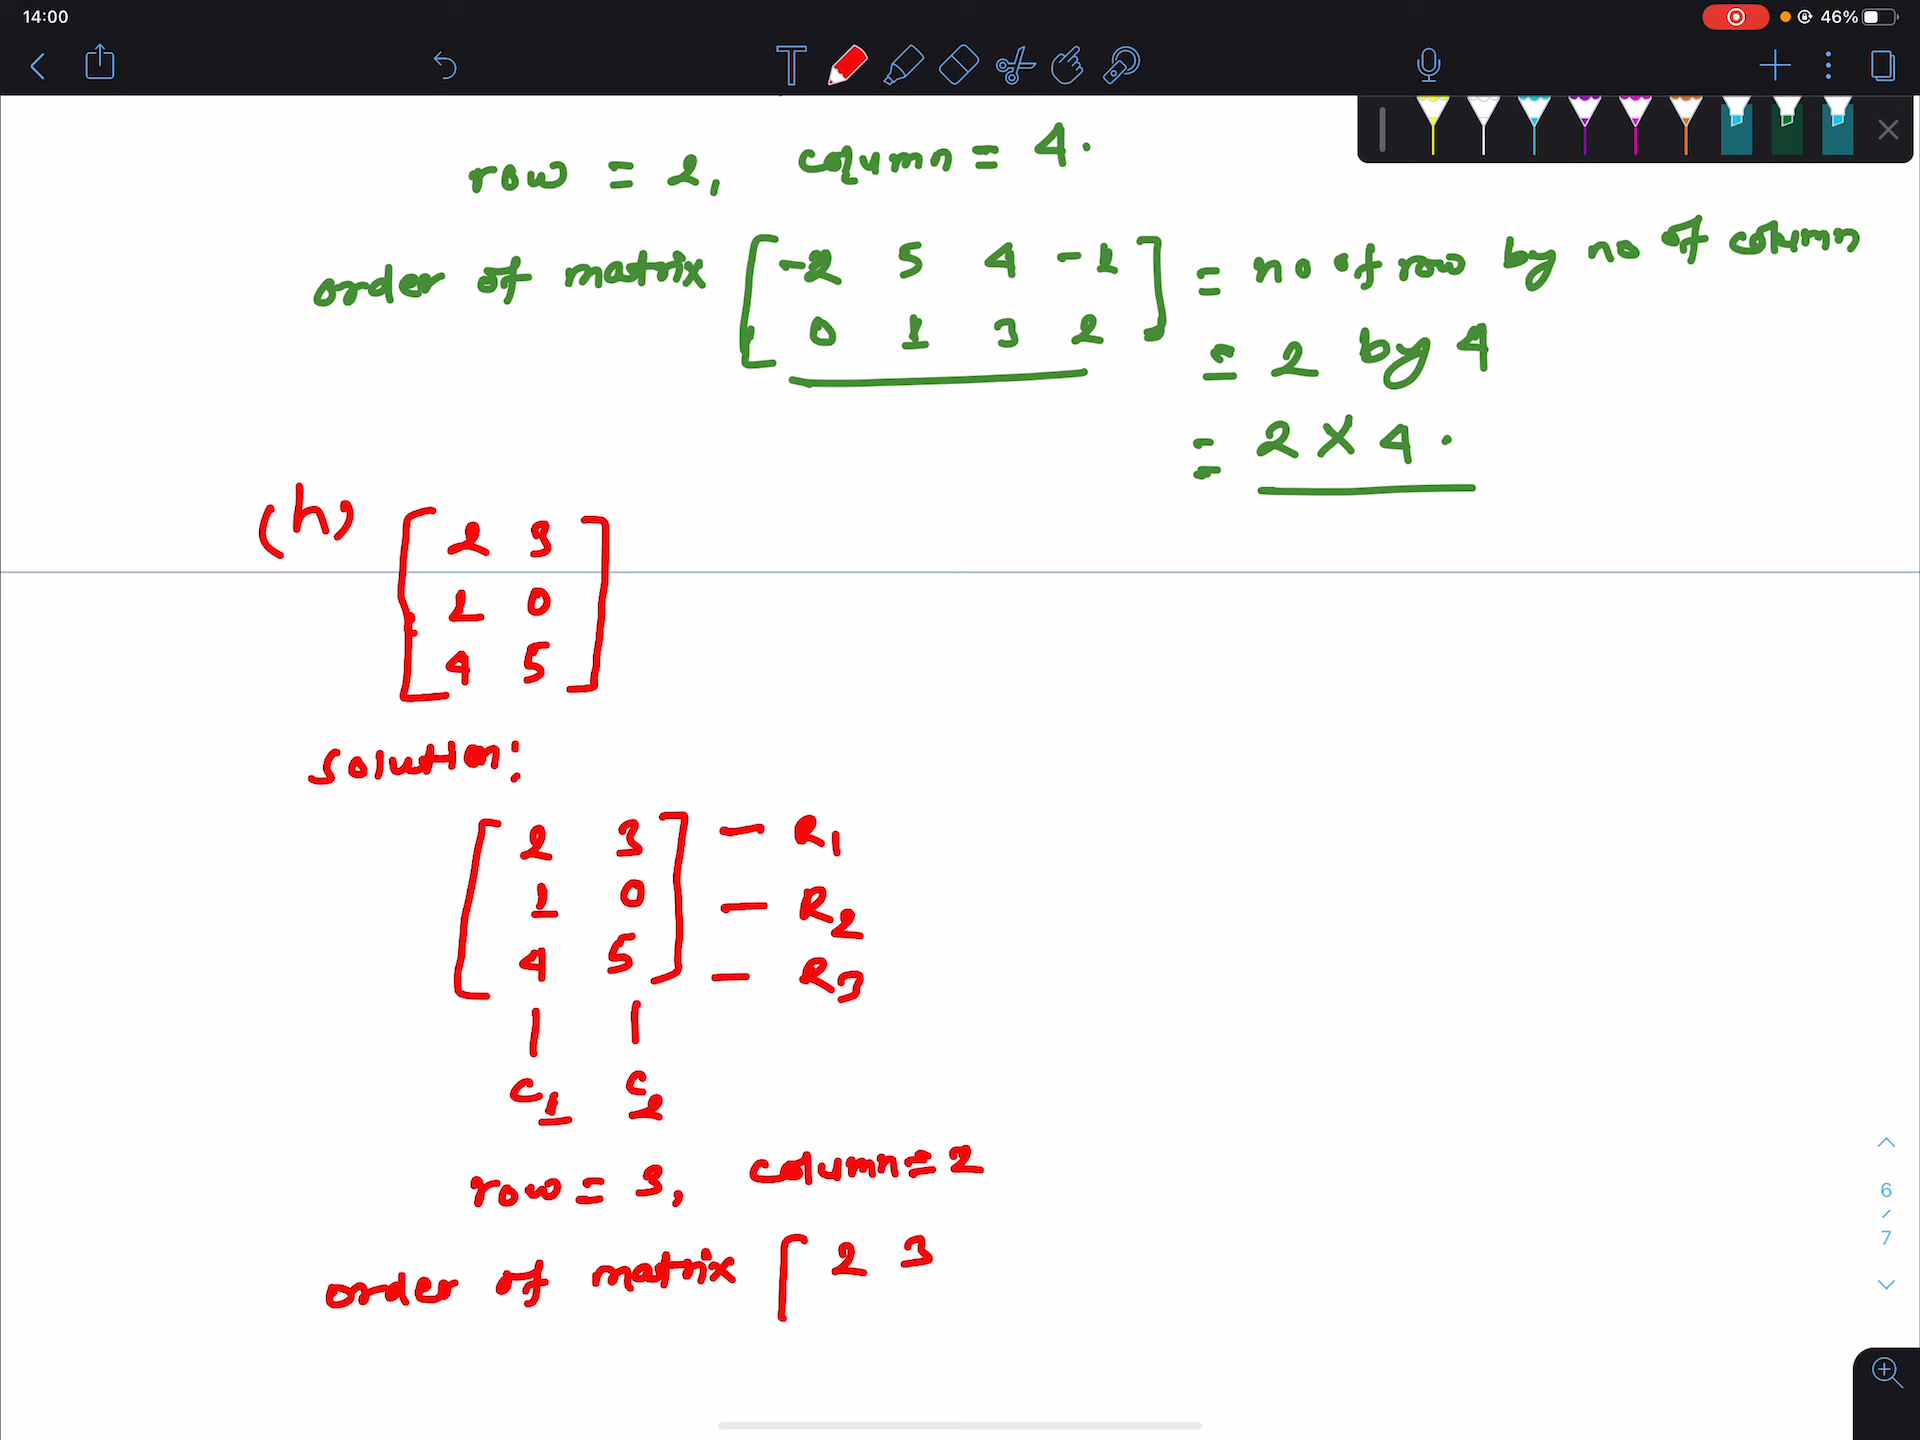 14:00
46%
row = 2, column = 4.
order of matrix [-2 5 4 -1 = no of row by no of column
0 1 3 2] = 2 by 4
= 2 × 4.
(h) [2 3
1 0
4 5]
Solution:
[2 3 — R1
1 0 — R2
4 5] — R3
| |
C1 C2
row = 3, column = 2
order of matrix [ 2 3
6
/
7